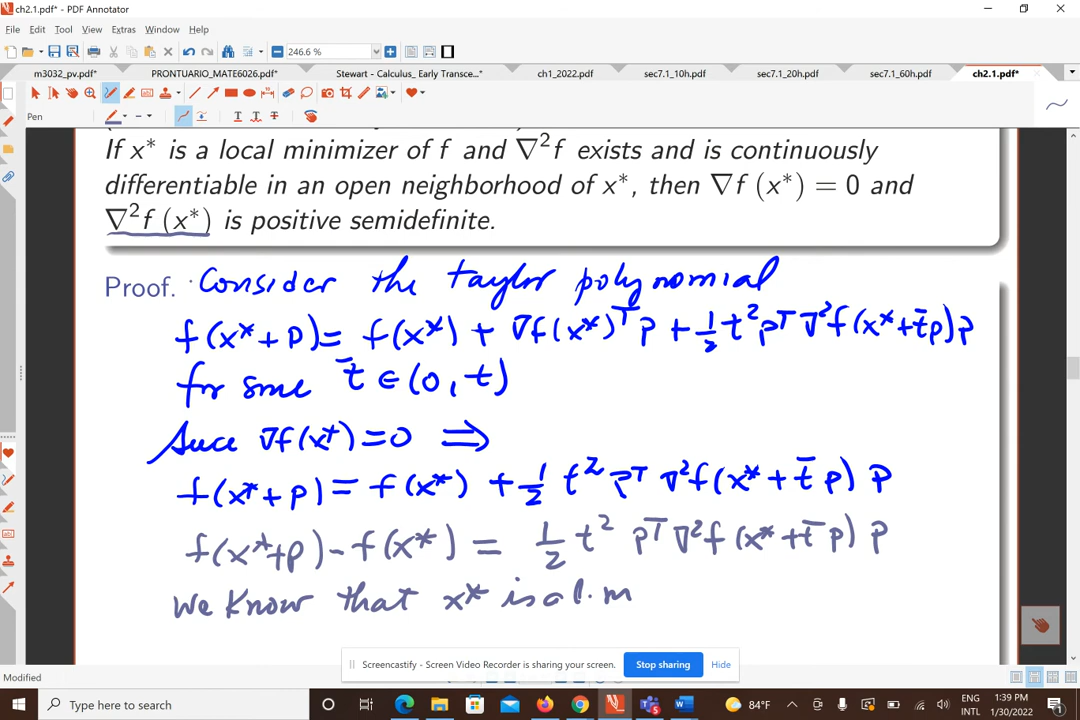 ch2.1.pdf* - PDF Annotator
File Edit Tool View Extras Window Help
246.6 %
m3032_pv.pdf* PRONTUARIO_MATE6026.pdf* Stewart - Calculus_ Early Transce..." ch1_2022.pdf sec7.1_10h.pdf sec7.1_20h.pdf sec7.1_60h.pdf ch2.1.pdf*
Pen
If x* is a local minimizer of f and ∇²f exists and is continuously
differentiable in an open neighborhood of x*, then ∇f (x*) = 0 and
∇²f (x*) is positive semidefinite.
Proof. Consider the taylor polynomial
f(x*+p)= f(x*) + ∇f(x*)ᵀp + ½t²pᵀ∇²f(x*+t̄p)p
for some t̄ ∈ (0, t)
Since ∇f(x*)=0 ⇒
f(x*+p)= f(x*) + ½ t² pᵀ ∇²f(x*+ t̄ p) p
f(x*+p)-f(x*) = ½ t² pᵀ∇²f (x*+t̄ p) p
we know that x* is a l. m
Screencastify - Screen Video Recorder is sharing your screen. Stop sharing Hide
Modified
Type here to search 84°F ENG INTL 1:39 PM 1/30/2022